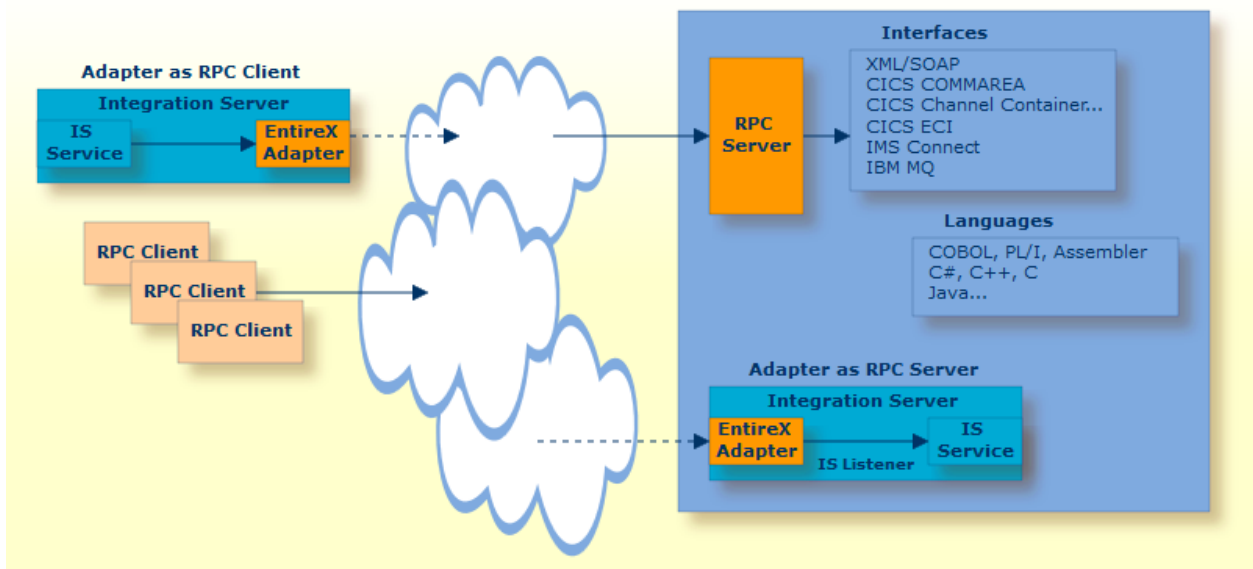 Adapter as RPC Client
Integration Server
IS
Service
EntireX
Adapter
RPC Client
RPC Client
RPC Client
RPC
Server
Interfaces
XML/SOAP
CICS COMMAREA
CICS Channel Container...
CICS ECI
IMS Connect
IBM MQ
Languages
COBOL, PL/I, Assembler
C#, C++, C
Java...
Adapter as RPC Server
Integration Server
EntireX
Adapter
IS Listener
IS
Service